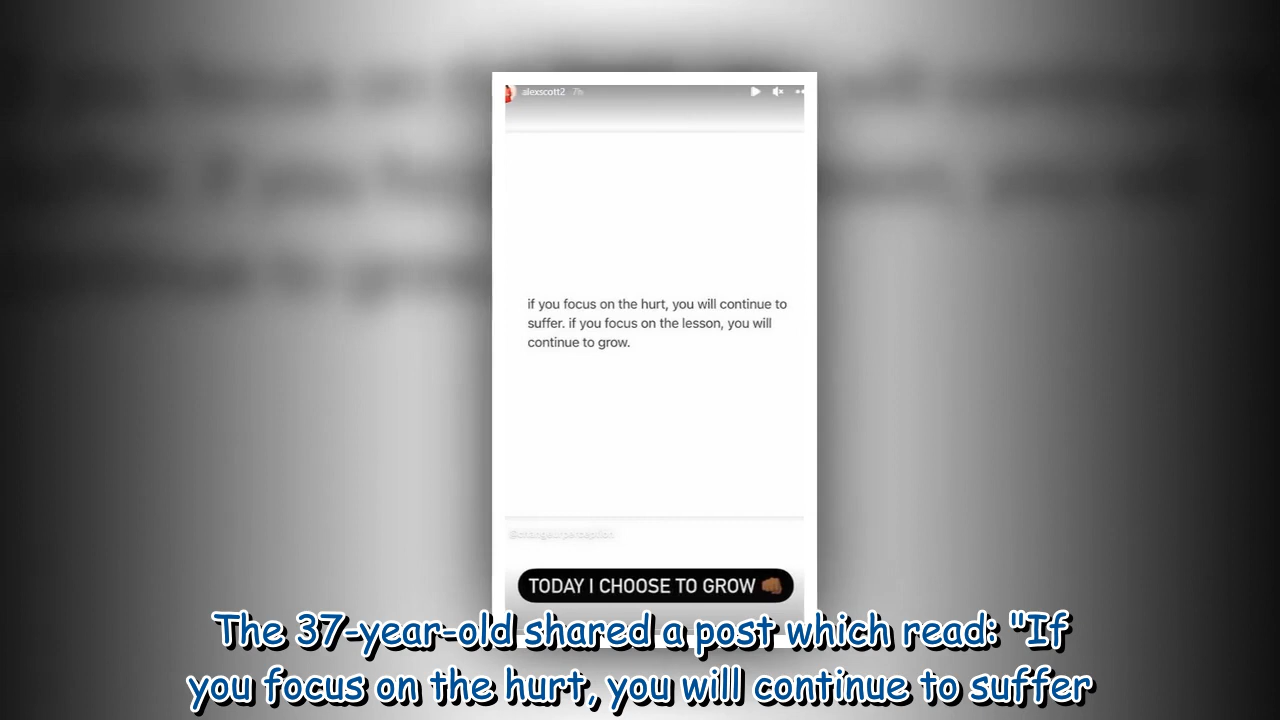 alexscott2 7h
if you focus on the hurt, you will continue to
suffer. if you focus on the lesson, you will
continue to grow.
@changeurperception
TODAY I CHOOSE TO GROW 👊🏾
The 37-year-old shared a post which read: "If
you focus on the hurt, you will continue to suffer